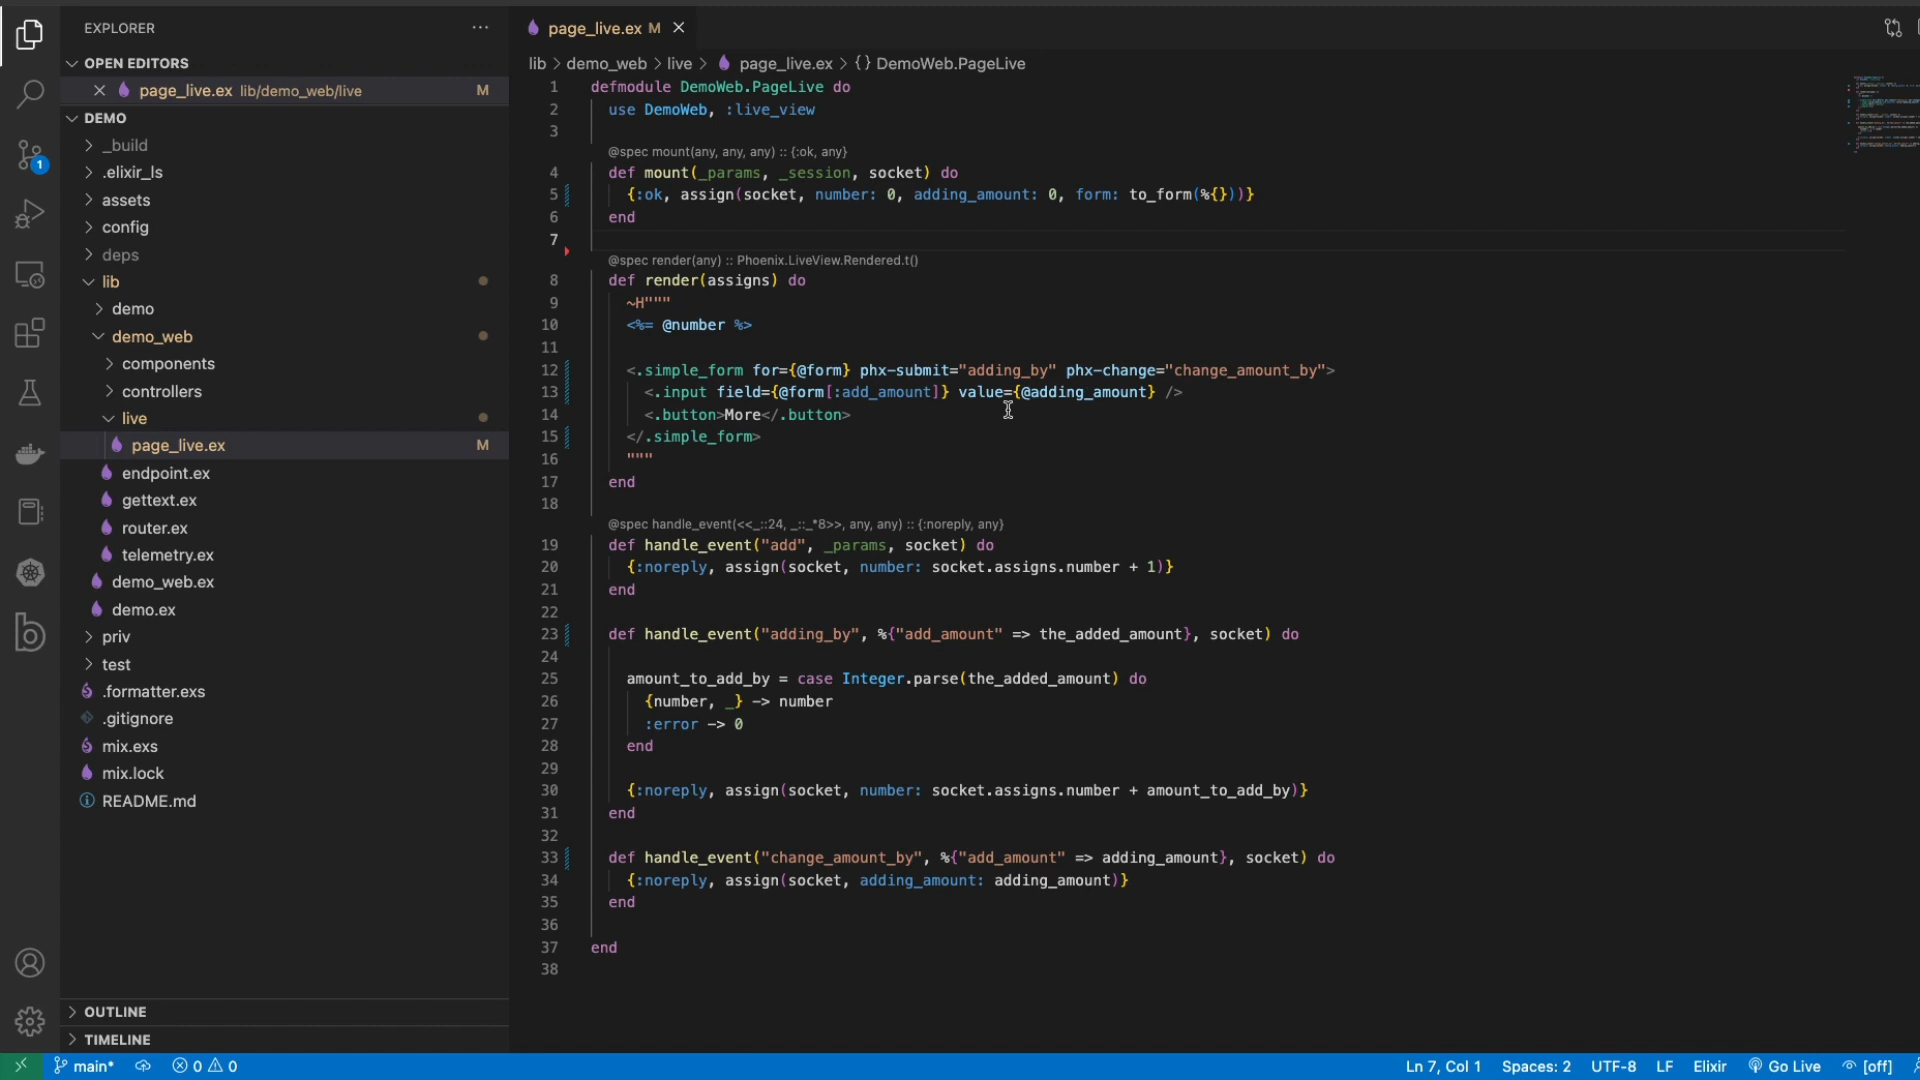 EXPLORER
OPEN EDITORS
page_live.ex lib/demo_web/live M
DEMO
_build
.elixir_ls
assets
config
deps
lib
demo
demo_web
components
controllers
live
page_live.ex M
endpoint.ex
gettext.ex
router.ex
telemetry.ex
demo_web.ex
demo.ex
priv
test
.formatter.exs
.gitignore
mix.exs
mix.lock
README.md
OUTLINE
TIMELINE
1
page_live.ex M
lib > demo_web > live > page_live.ex > {} DemoWeb.PageLive
1 defmodule DemoWeb.PageLive do
2 use DemoWeb, :live_view
3
@spec mount(any, any, any) :: {:ok, any}
4 def mount(_params, _session, socket) do
5 {:ok, assign(socket, number: 0, adding_amount: 0, form: to_form(%{}))}
6 end
7
@spec render(any) :: Phoenix.LiveView.Rendered.t()
8 def render(assigns) do
9 ~H"""
10 <%= @number %>
11
12 <.simple_form for={@form} phx-submit="adding_by" phx-change="change_amount_by">
13 <.input field={@form[:add_amount]} value={@adding_amount} />
14 <.button>More</.button>
15 </.simple_form>
16 """
17 end
18
@spec handle_event(<<_::24, _::_*8>>, any, any) :: {:noreply, any}
19 def handle_event("add", _params, socket) do
20 {:noreply, assign(socket, number: socket.assigns.number + 1)}
21 end
22
23 def handle_event("adding_by", %{"add_amount" => the_added_amount}, socket) do
24
25 amount_to_add_by = case Integer.parse(the_added_amount) do
26 {number, _} -> number
27 :error -> 0
28 end
29
30 {:noreply, assign(socket, number: socket.assigns.number + amount_to_add_by)}
31 end
32
33 def handle_event("change_amount_by", %{"add_amount" => adding_amount}, socket) do
34 {:noreply, assign(socket, adding_amount: adding_amount)}
35 end
36
37 end
38
main* 0 0 Ln 7, Col 1 Spaces: 2 UTF-8 LF Elixir Go Live [off]